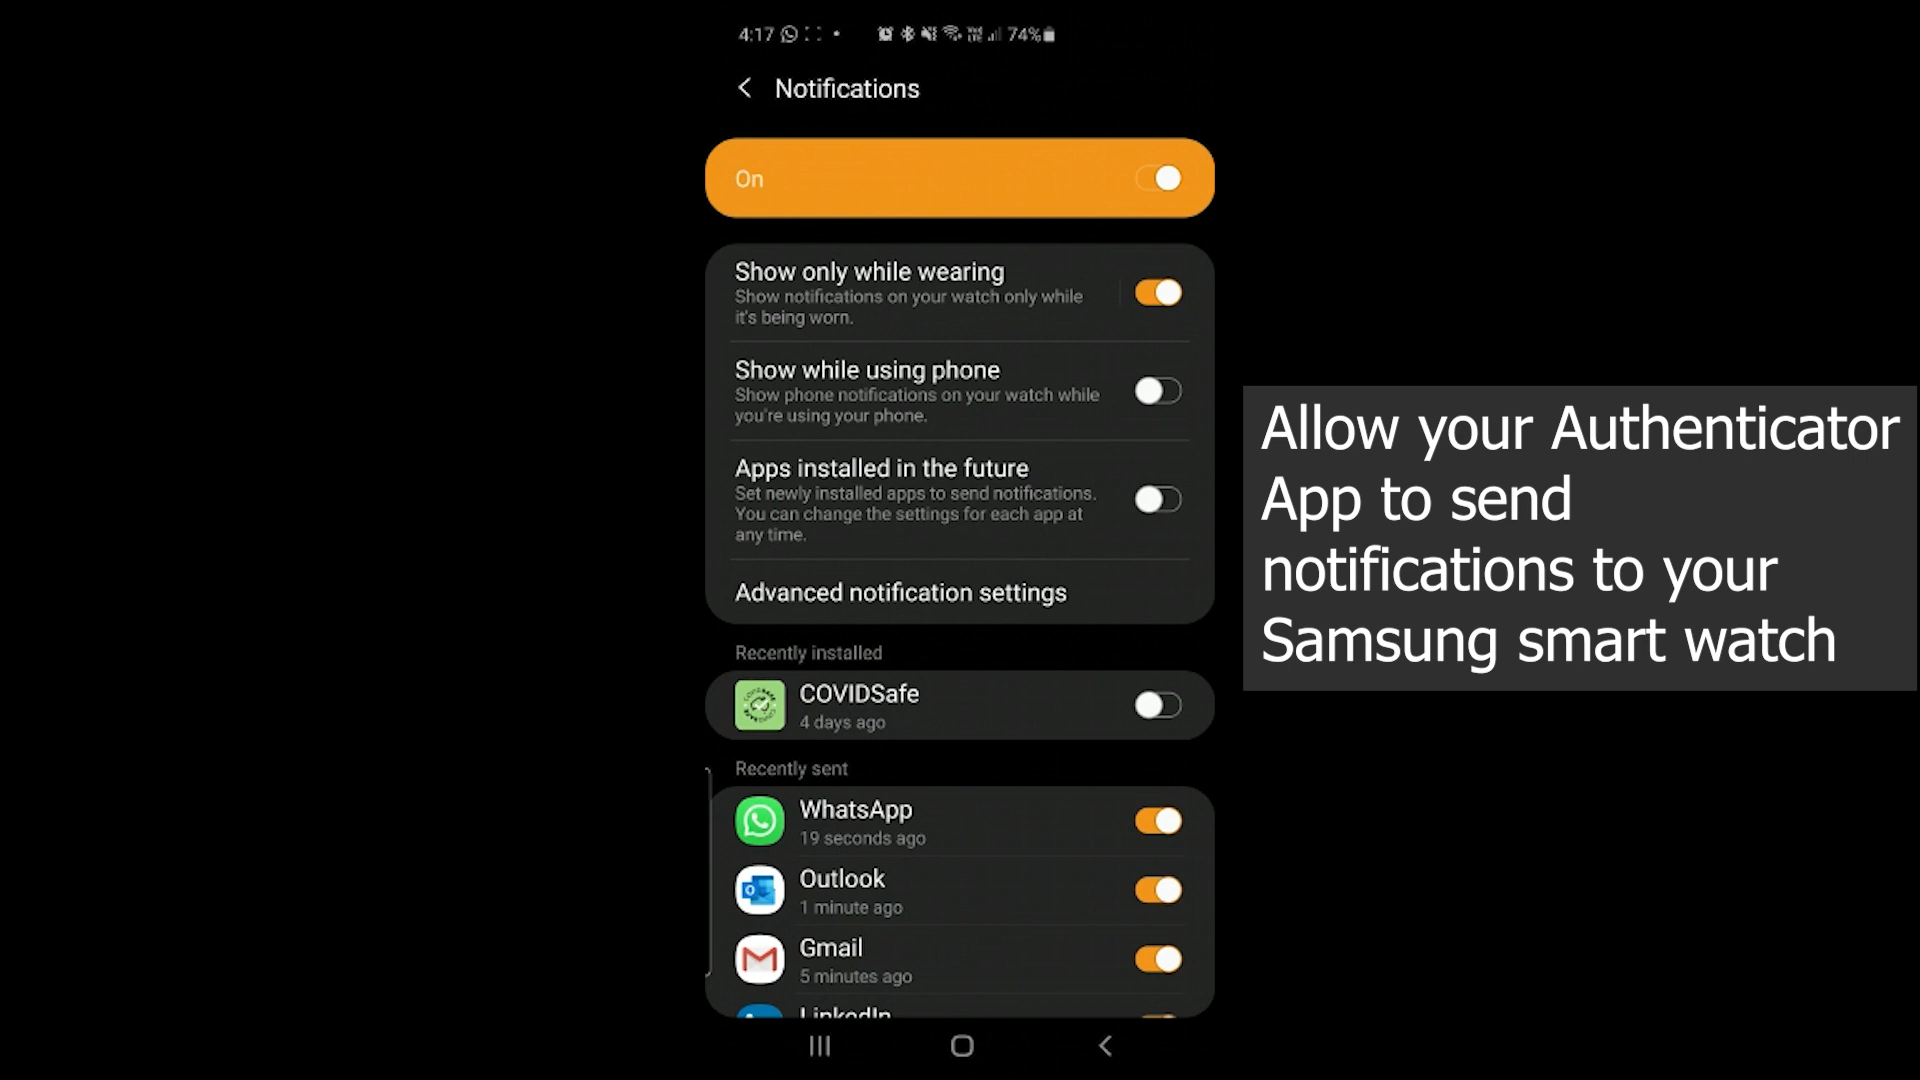 4:17
74%
Notifications
On
Show only while wearing
Show notifications on your watch only while
it's being worn.
Show while using phone
Show phone notifications on your watch while
you're using your phone.
Apps installed in the future
Set newly installed apps to send notifications.
You can change the settings for each app at
any time.
Advanced notification settings
Recently installed
COVIDSafe
4 days ago
Recently sent
WhatsApp
19 seconds ago
Outlook
1 minute ago
Gmail
5 minutes ago
LinkedIn
Allow your Authenticator
App to send
notifications to your
Samsung smart watch